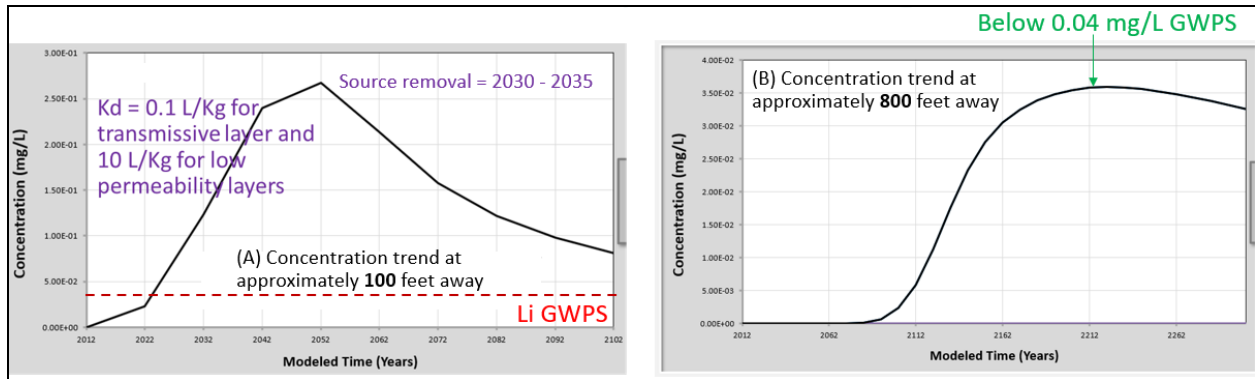 3.00E-01
2.50E-01
2.00E-01
1.50E-01
1.00E-01
5.00E-02
0.00E+00
Concentration (mg/L)
Source removal = 2030 - 2035
Kd = 0.1 L/Kg for
transmissive layer and
10 L/Kg for low
permeability layers
(A) Concentration trend at
approximately 100 feet away
Li GWPS
2012 2022 2032 2042 2052 2062 2072 2082 2092 2102
Modeled Time (Years)
Below 0.04 mg/L GWPS
4.00E-02
3.50E-02
3.00E-02
2.50E-02
2.00E-02
1.50E-02
1.00E-02
5.00E-03
0.00E+00
Concentration (mg/L)
(B) Concentration trend at
approximately 800 feet away
2012 2062 2112 2162 2212 2262
Modeled Time (Years)